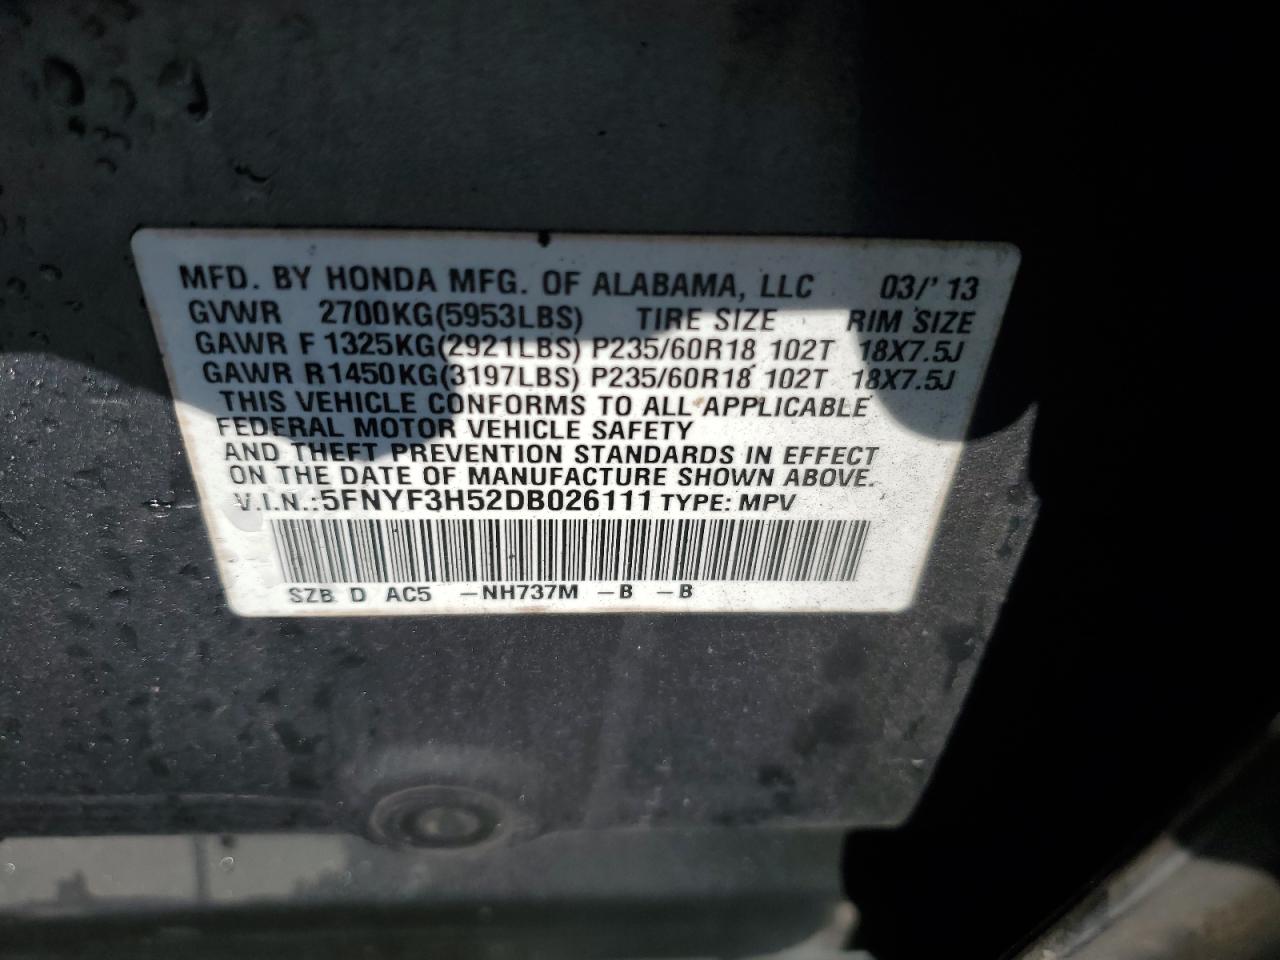 MFD. BY HONDA MFG. OF ALABAMA, LLC 03/'13
GVWR 2700KG(5953LBS) TIRE SIZE RIM SIZE
GAWR F 1325KG(2921LBS) P235/60R18 102T 18X7.5J
GAWR R1450KG(3197LBS) P235/60R18 102T 18X7.5J
THIS VEHICLE CONFORMS TO ALL APPLICABLE
FEDERAL MOTOR VEHICLE SAFETY
AND THEFT PREVENTION STANDARDS IN EFFECT
ON THE DATE OF MANUFACTURE SHOWN ABOVE.
V.I.N.:5FNYF3H52DB026111 TYPE: MPV
SZB D AC5 -NH737M -B -B